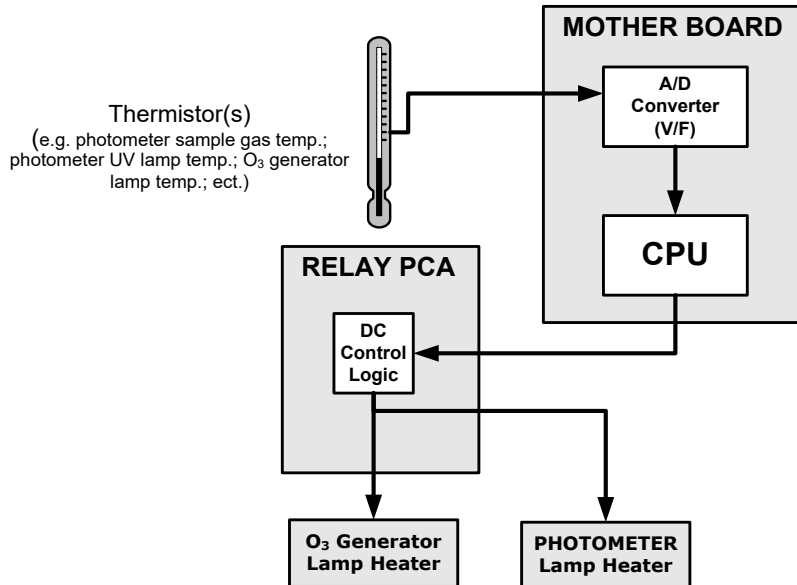 MOTHER BOARD
A/D
Converter
(V/F)
Thermistor(s)
(e.g. photometer sample gas temp.;
photometer UV lamp temp.; O₃ generator
lamp temp.; ect.)
CPU
RELAY PCA
DC
Control
Logic
O₃ Generator
Lamp Heater
PHOTOMETER
Lamp Heater